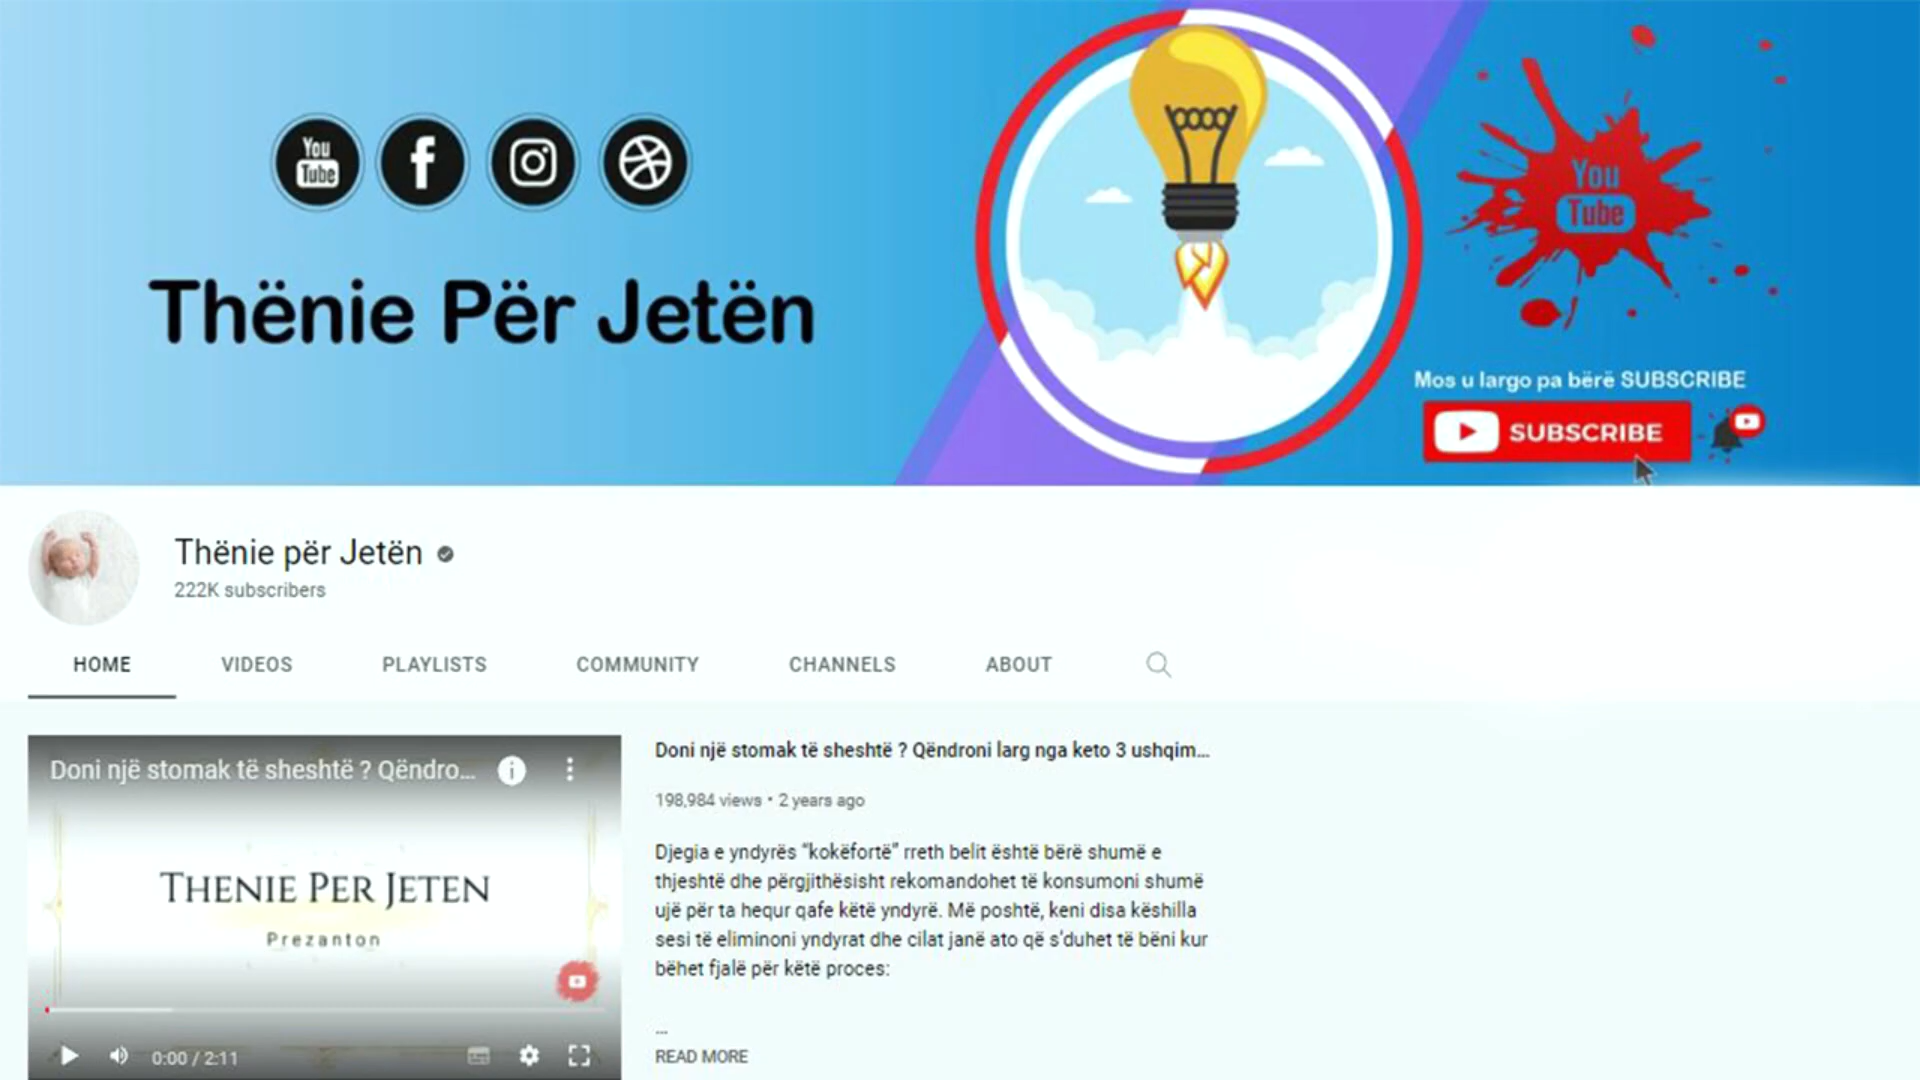 You
Tube
Thënie Për Jetën
You
Tube
Mos u largo pa bërë SUBSCRIBE
SUBSCRIBE
Thënie për Jetën
222K subscribers
HOME VIDEOS PLAYLISTS COMMUNITY CHANNELS ABOUT
Doni një stomak të sheshtë ? Qëndro...
THENIE PER JETEN
Prezanton
0:00 / 2:11
Doni një stomak të sheshtë ? Qëndroni larg nga keto 3 ushqim...
198,984 views • 2 years ago
Djegia e yndyrës “kokëfortë” rreth belit është bërë shumë e
thjeshtë dhe përgjithësisht rekomandohet të konsumoni shumë
ujë për ta hequr qafe këtë yndyrë. Më poshtë, keni disa këshilla
sesi të eliminoni yndyrat dhe cilat janë ato që s'duhet të bëni kur
bëhet fjalë për këtë proces:
...
READ MORE